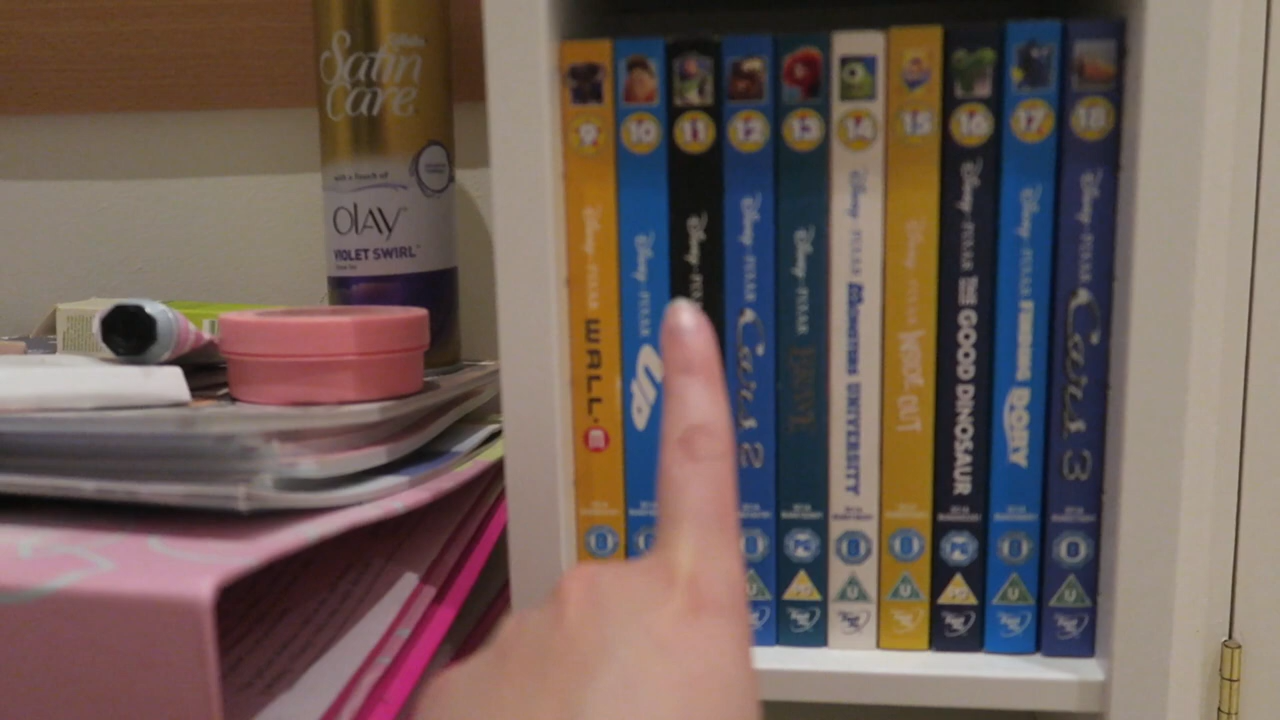 Satin
Care
with a touch of
OLAY
VIOLET SWIRL
9 Disney PIXAR WALL·E
10 Disney PIXAR UP
11 Disney PIXAR
12 Disney PIXAR Cars 2
13 Disney PIXAR BRAVE
14 Disney PIXAR MONSTERS UNIVERSITY
15 Disney PIXAR INSIDE OUT
16 Disney PIXAR THE GOOD DINOSAUR
17 Disney PIXAR FINDING DORY
18 Disney PIXAR Cars 3
U
PG
U
U
PG
U
U
U
PG
U
U
PG
U
U